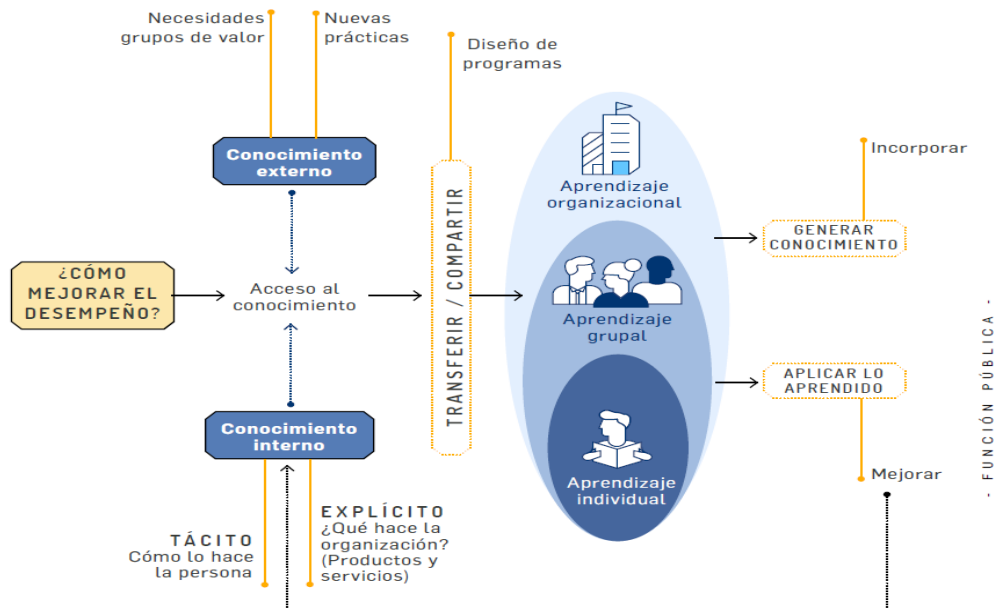 Necesidades
grupos de valor
Nuevas
prácticas
Diseño de
programas
Conocimiento
externo
¿CÓMO
MEJORAR EL
DESEMPEÑO?
Acceso al
conocimiento
TRANSFERIR / COMPARTIR
Conocimiento
interno
TÁCITO
Cómo lo hace
la persona
EXPLÍCITO
¿Qué hace la
organización?
(Productos y
servicios)
Aprendizaje
organizacional
Aprendizaje
grupal
Aprendizaje
individual
Incorporar
GENERAR
CONOCIMIENTO
APLICAR LO
APRENDIDO
Mejorar
- FUNCIÓN PÚBLICA -